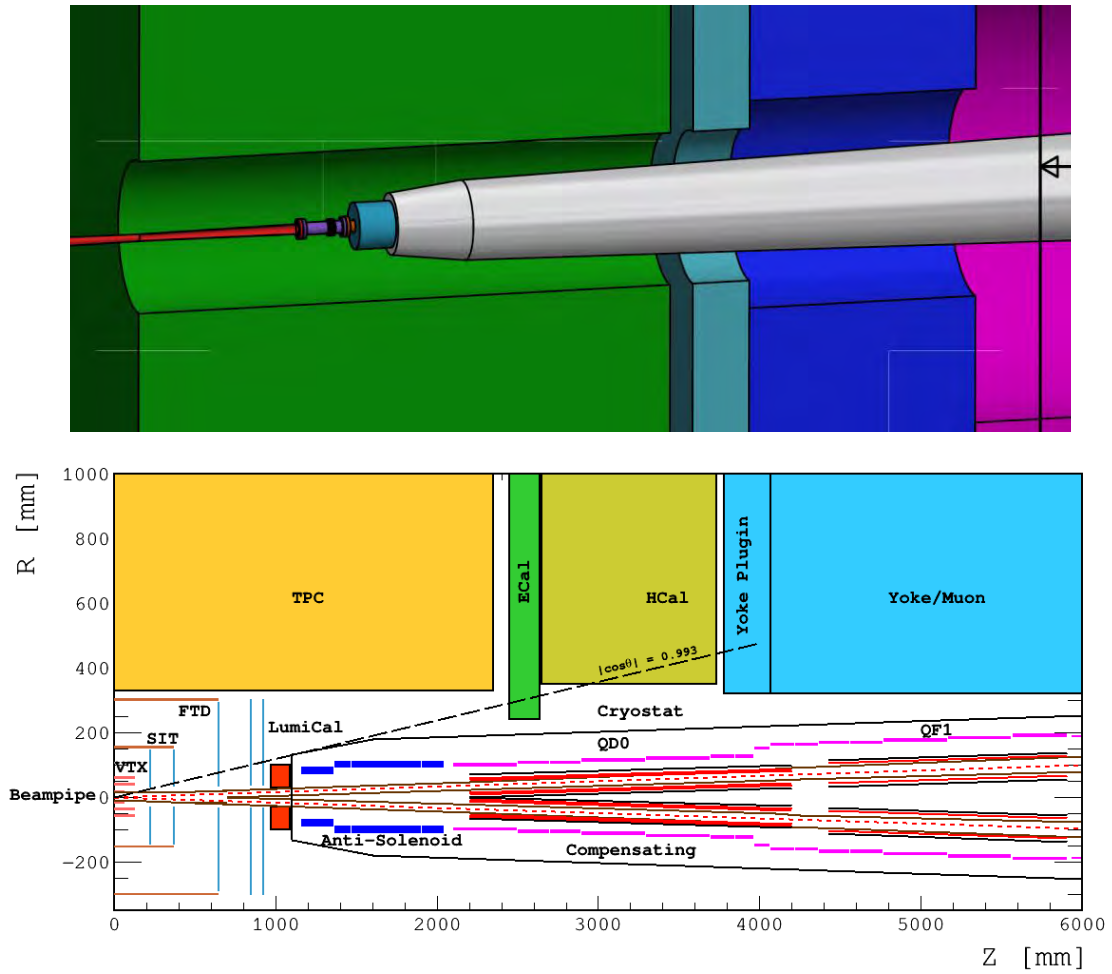 1000
800
600
400
200
0
−200
R [mm]
TPC
ECal
HCal
Yoke Plugin
Yoke/Muon
|cosθ| = 0.993
FTD
SIT
VTX
Beampipe
LumiCal
Cryostat
QD0
QF1
Anti-Solenoid
Compensating
0
1000
2000
3000
4000
5000
6000
Z [mm]